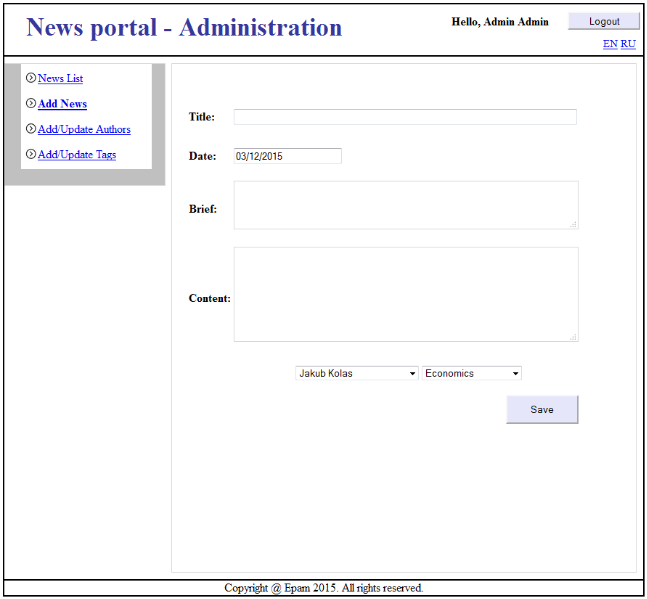 News portal - Administration
Hello, Admin Admin
Logout
EN RU
News List
Add News
Add/Update Authors
Add/Update Tags
Title:
Date: 03/12/2015
Brief:
Content:
Jakub Kolas Economics
Save
Copyright @ Epam 2015. All rights reserved.